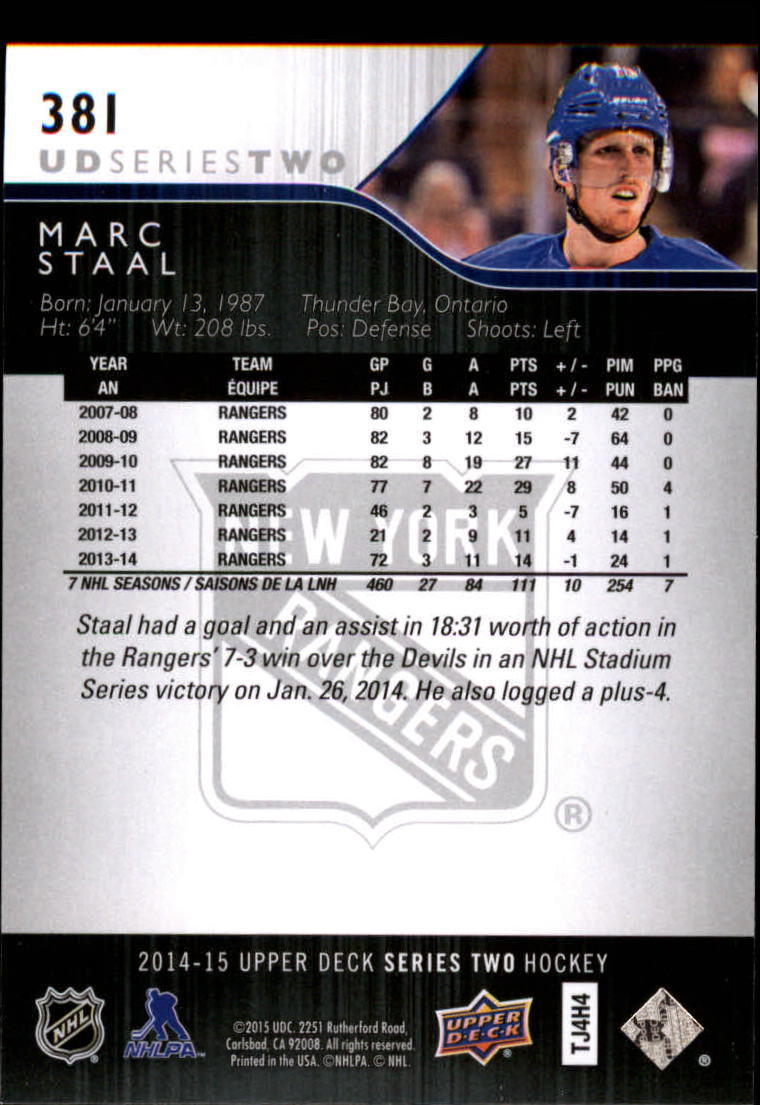 381
UDSERIESTWO
MARC
STAAL
Born: January 13, 1987 Thunder Bay, Ontario
Ht: 6'4" Wt: 208 lbs. Pos: Defense Shoots: Left
YEAR TEAM GP G A PTS +/- PIM PPG
AN ÉQUIPE PJ B A PTS +/- PUN BAN
2007-08 RANGERS 80 2 8 10 2 42 0
2008-09 RANGERS 82 3 12 15 -7 64 0
2009-10 RANGERS 82 8 19 27 11 44 0
2010-11 RANGERS 77 7 22 29 8 50 4
2011-12 RANGERS 46 2 3 5 -7 16 1
2012-13 RANGERS 21 2 9 11 4 14 1
2013-14 RANGERS 72 3 11 14 -1 24 1
7 NHL SEASONS / SAISONS DE LA LNH 460 27 84 111 10 254 7
NEW YORK
RANGERS
®
Staal had a goal and an assist in 18:31 worth of action in
the Rangers' 7-3 win over the Devils in an NHL Stadium
Series victory on Jan. 26, 2014. He also logged a plus-4.
2014-15 UPPER DECK SERIES TWO HOCKEY
NHL
NHLPA
©2015 UDC. 2251 Rutherford Road,
Carlsbad, CA 92008. All rights reserved.
Printed in the USA. ©NHLPA. © NHL.
UPPER
D·E·C·K
TJ4H4
®